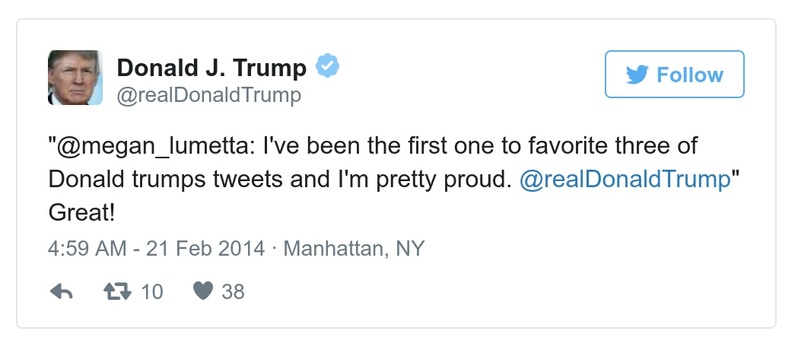 Donald J. Trump
@realDonaldTrump
Follow
"@megan_lumetta: I've been the first one to favorite three of
Donald trumps tweets and I'm pretty proud. @realDonaldTrump"
Great!
4:59 AM - 21 Feb 2014 · Manhattan, NY
10 38